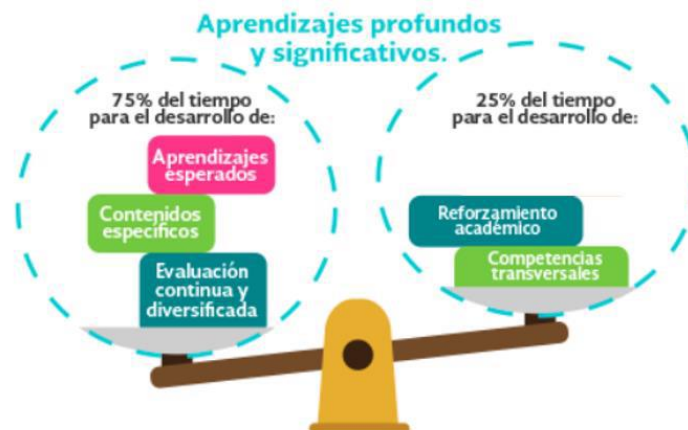 Aprendizajes profundos
y significativos.
75% del tiempo
para el desarrollo de:
Aprendizajes
esperados
Contenidos
específicos
Evaluación
continua y
diversificada
25% del tiempo
para el desarrollo de:
Reforzamiento
académico
Competencias
transversales